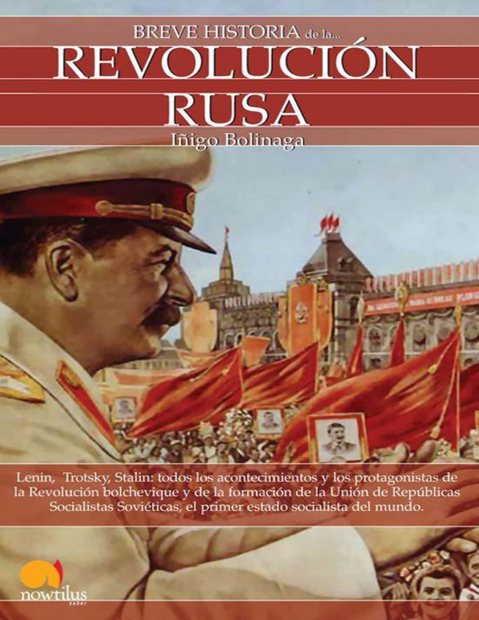 BREVE HISTORIA de la...
REVOLUCIÓN
RUSA
Iñigo Bolinaga
Lenin, Trotsky, Stalin: todos los acontecimientos y los protagonistas de
la Revolución bolchevique y de la formación de la Unión de Repúblicas
Socialistas Soviéticas, el primer estado socialista del mundo.
nowtilus
saber